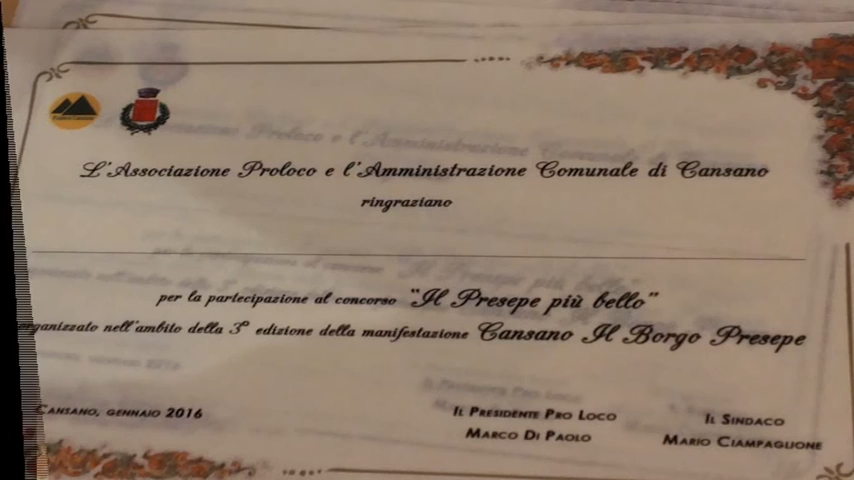 L'Associazione Proloco e l'Amministrazione Comunale di Cansano
ringraziano
per la partecipazione al concorso "Il Presepe più bello"
organizzato nell'ambito della 3° edizione della manifestazione Cansano Il Borgo Presepe
Cansano, gennaio 2016
Il Presidente Pro Loco
Marco Di Paolo
Il Sindaco
Mario Ciampaglione